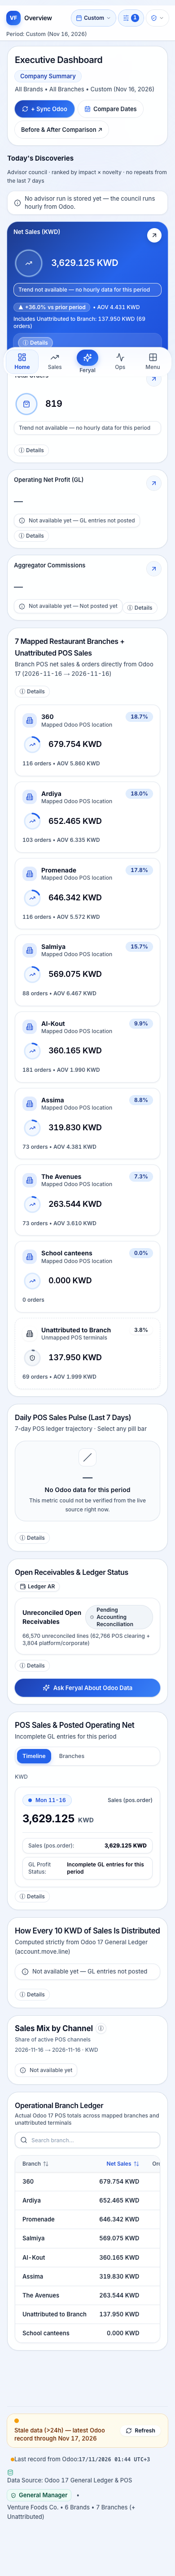 VF Overview Custom 1
Period: Custom (Nov 16, 2026)
Executive Dashboard
Company Summary
All Brands • All Branches • Custom (Nov 16, 2026)
+ Sync Odoo
Compare Dates
Before & After Comparison ↗
Today's Discoveries
Advisor council · ranked by impact × novelty · no repeats from
the last 7 days
No advisor run is stored yet — the council runs
hourly from Odoo.
Net Sales (KWD)
3,629.125 KWD
Trend not available — no hourly data for this period
▲ +36.0% vs prior period • AOV 4.431 KWD
Includes Unattributed to Branch: 137.950 KWD (69
orders)
Details
Home
Sales
Feryal
Ops
Menu
819
Trend not available — no hourly data for this period
Details
Operating Net Profit (GL)
—
Not available yet — GL entries not posted
Details
Aggregator Commissions
—
Not available yet — Not posted yet
Details
7 Mapped Restaurant Branches +
Unattributed POS Sales
Branch POS net sales & orders directly from Odoo
17 (2026-11-16 → 2026-11-16)
Details
360 18.7%
Mapped Odoo POS location
679.754 KWD
116 orders • AOV 5.860 KWD
Ardiya 18.0%
Mapped Odoo POS location
652.465 KWD
103 orders • AOV 6.335 KWD
Promenade 17.8%
Mapped Odoo POS location
646.342 KWD
116 orders • AOV 5.572 KWD
Salmiya 15.7%
Mapped Odoo POS location
569.075 KWD
88 orders • AOV 6.467 KWD
Al-Kout 9.9%
Mapped Odoo POS location
360.165 KWD
181 orders • AOV 1.990 KWD
Assima 8.8%
Mapped Odoo POS location
319.830 KWD
73 orders • AOV 4.381 KWD
The Avenues 7.3%
Mapped Odoo POS location
263.544 KWD
73 orders • AOV 3.610 KWD
School canteens 0.0%
Mapped Odoo POS location
0.000 KWD
0 orders
Unattributed to Branch 3.8%
Unmapped POS terminals
137.950 KWD
69 orders • AOV 1.999 KWD
Daily POS Sales Pulse (Last 7 Days)
7-day POS ledger trajectory · Select any pill bar
—
No Odoo data for this period
This metric could not be verified from the live
source right now.
Details
Open Receivables & Ledger Status
Ledger AR
Unreconciled Open
Receivables
Pending
Accounting
Reconciliation
66,570 unreconciled lines (62,766 POS clearing +
3,804 platform/corporate)
Details
Ask Feryal About Odoo Data
POS Sales & Posted Operating Net
Incomplete GL entries for this period
Timeline Branches
KWD
Mon 11-16 Sales (pos.order)
3,629.125 KWD
Sales (pos.order): 3,629.125 KWD
GL Profit
Status:
Incomplete GL entries for this
period
Details
How Every 10 KWD of Sales Is Distributed
Computed strictly from Odoo 17 General Ledger
(account.move.line)
Not available yet — GL entries not posted
Details
Sales Mix by Channel
Share of active POS channels
2026-11-16 → 2026-11-16 · KWD
Not available yet
Operational Branch Ledger
Actual Odoo 17 POS totals across mapped branches and
unattributed terminals
Search branch...
Branch ↑↓ Net Sales ↑↓
360 679.754 KWD
Ardiya 652.465 KWD
Promenade 646.342 KWD
Salmiya 569.075 KWD
Al-Kout 360.165 KWD
Assima 319.830 KWD
The Avenues 263.544 KWD
Unattributed to Branch 137.950 KWD
School canteens 0.000 KWD
Stale data (>24h) — latest Odoo
record through Nov 17, 2026
Refresh
Last record from Odoo:17/11/2026 01:44 UTC+3
Data Source: Odoo 17 General Ledger & POS
General Manager •
Venture Foods Co. • 6 Brands • 7 Branches (+
Unattributed)